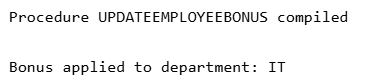 Procedure UPDATEEMPLOYEEBONUS compiled
Bonus applied to department: IT